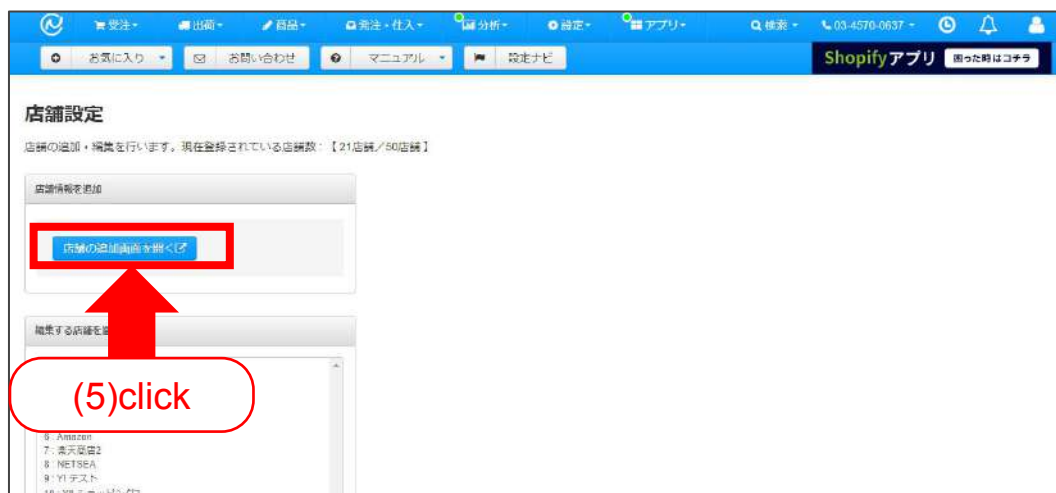 受注 出荷 商品 発注・仕入 分析 設定 アプリ 検索 03-4570-0637
お気に入り お問い合わせ マニュアル 設定ナビ Shopifyアプリ 困った時はコチラ
店舗設定
店舗の追加・編集を行います。現在登録されている店舗数:【21店舗/50店舗】
店舗情報を追加
店舗の追加画面を開く
編集する店舗を
(5)click
6 : Amazon
7 : 楽天商店2
8 : NETSEA
9 : YIテスト